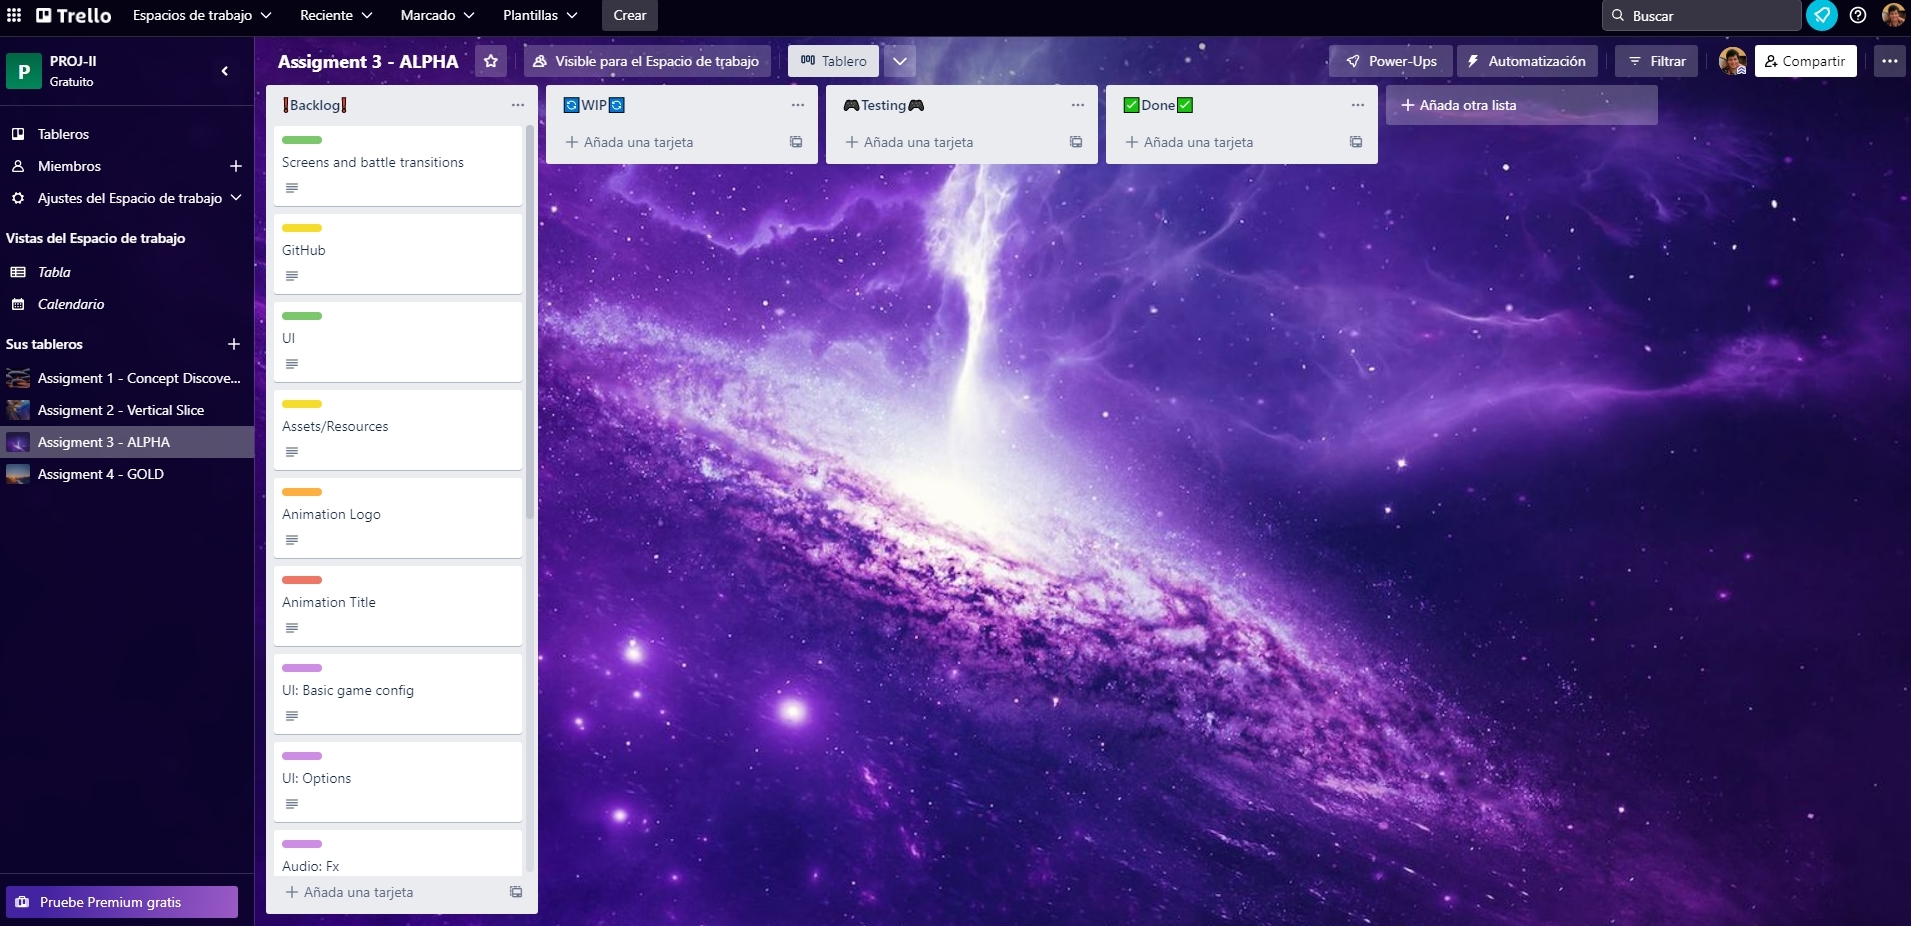 Trello
Espacios de trabajo
Reciente
Marcado
Plantillas
Crear
Buscar
P
PROJ-II
Gratuito
Tableros
Miembros
Ajustes del Espacio de trabajo
Vistas del Espacio de trabajo
Tabla
Calendario
Sus tableros
Assigment 1 - Concept Discove...
Assigment 2 - Vertical Slice
Assigment 3 - ALPHA
Assigment 4 - GOLD
Pruebe Premium gratis
Assigment 3 - ALPHA
Visible para el Espacio de trabajo
Tablero
Power-Ups
Automatización
Filtrar
Compartir
❗Backlog❗
Screens and battle transitions
GitHub
UI
Assets/Resources
Animation Logo
Animation Title
UI: Basic game config
UI: Options
Audio: Fx
Añada una tarjeta
🔄WIP🔄
Añada una tarjeta
🎮Testing🎮
Añada una tarjeta
✅Done✅
Añada una tarjeta
Añada otra lista